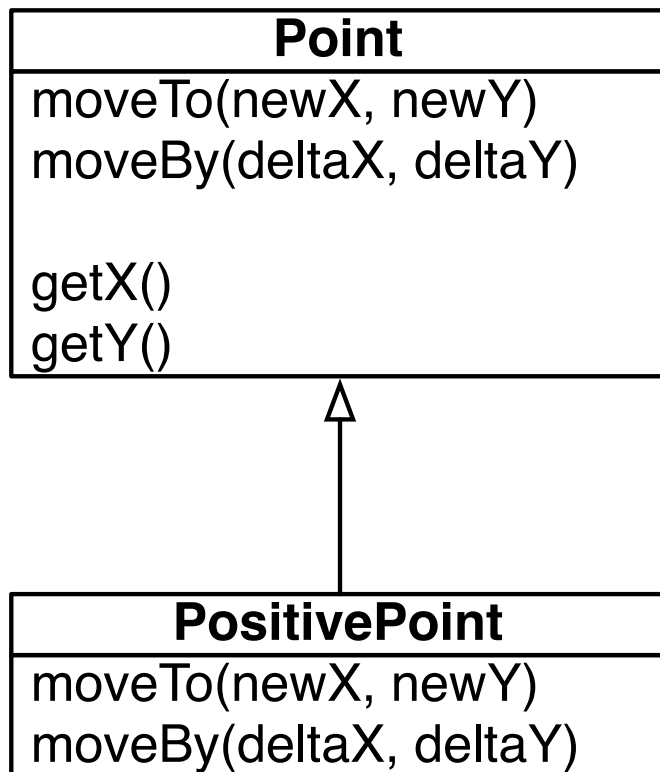 Point
moveTo(newX, newY)
moveBy(deltaX, deltaY)
getX()
getY()
PositivePoint
moveTo(newX, newY)
moveBy(deltaX, deltaY)